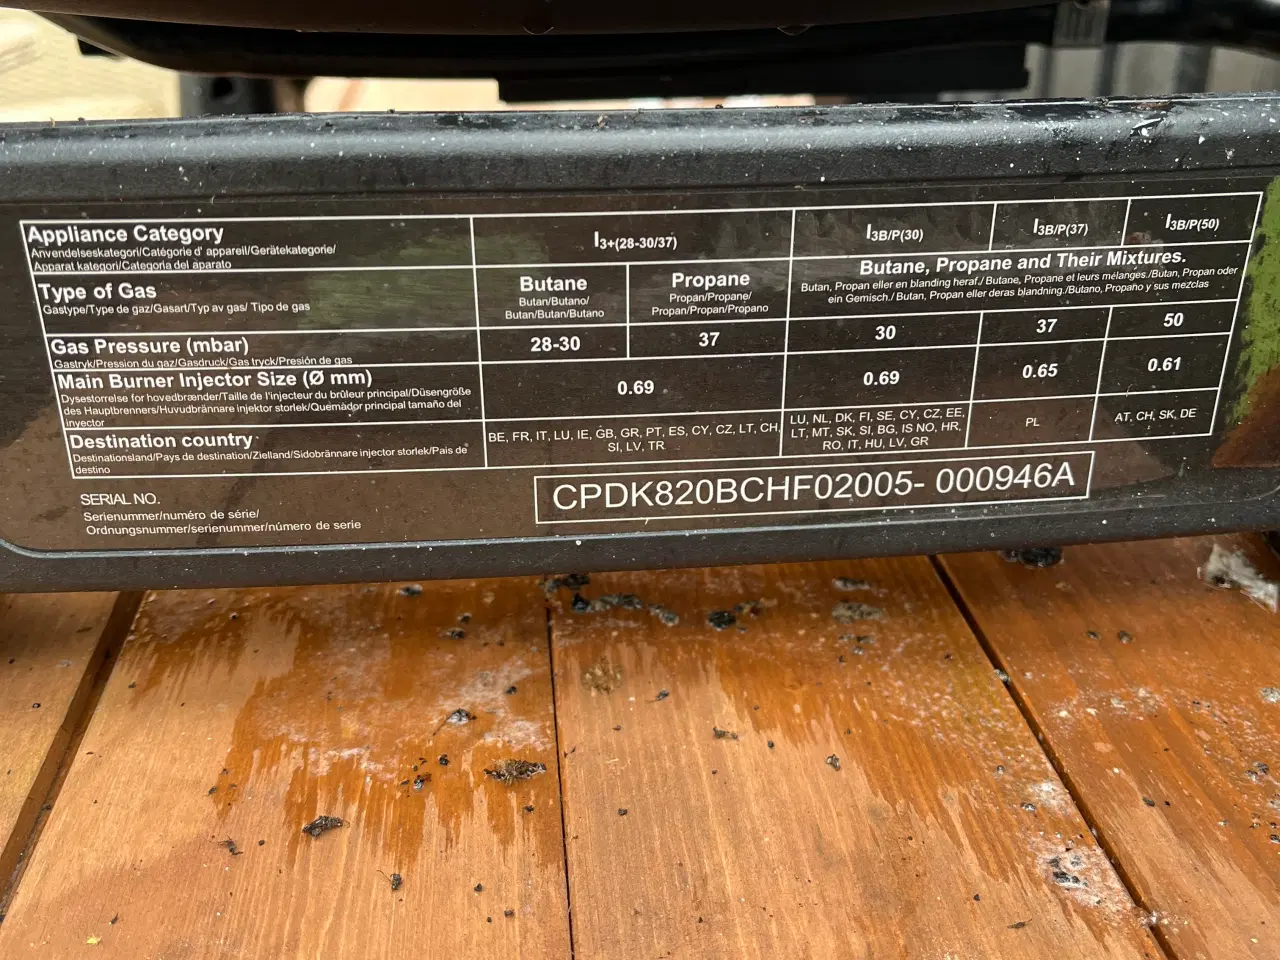 Appliance Category
Anvendelseskategori/Catégorie d' appareil/Gerätekategorie/
Apparat kategori/Categoria del aparato
I3+(28-30/37)
I3B/P(30)
I3B/P(37)
I3B/P(50)
Type of Gas
Gastype/Type de gaz/Gasart/Typ av gas/ Tipo de gas
Butane
Butan/Butano/
Butan/Butan/Butano
Propane
Propan/Propane/
Propan/Propan/Propano
Butane, Propane and Their Mixtures.
Butan, Propan eller en blanding heraf./ Butane, Propane et leurs mélanges./Butan, Propan oder
ein Gemisch./ Butan, Propan eller deras blandning./Butano, Propano y sus mezclas
Gas Pressure (mbar)
Gastryk/Pression du gaz/Gasdruck/Gas tryck/Presión de gas
28-30
37
30
37
50
Main Burner Injector Size (Ø mm)
Dysestorrelse for hovedbrænder/Taille de l'injecteur du brûleur principal/Düsengröße
des Hauptbrenners/Huvudbrännare injektor storlek/Quemador principal tamaño del
injector
0.69
0.69
0.65
0.61
Destination country
Destinationsland/Pays de destination/Zielland/Sidobrännare injector storlek/Pais de
destino
BE, FR, IT, LU, IE, GB, GR, PT, ES, CY, CZ, LT, CH,
SI, LV, TR
LU, NL, DK, FI, SE, CY, CZ, EE,
LT, MT, SK, SI, BG, IS NO, HR,
RO, IT, HU, LV, GR
PL
AT, CH, SK, DE
SERIAL NO.
Serienummer/numéro de série/
Ordnungsnummer/serienummer/número de serie
CPDK820BCHF02005- 000946A